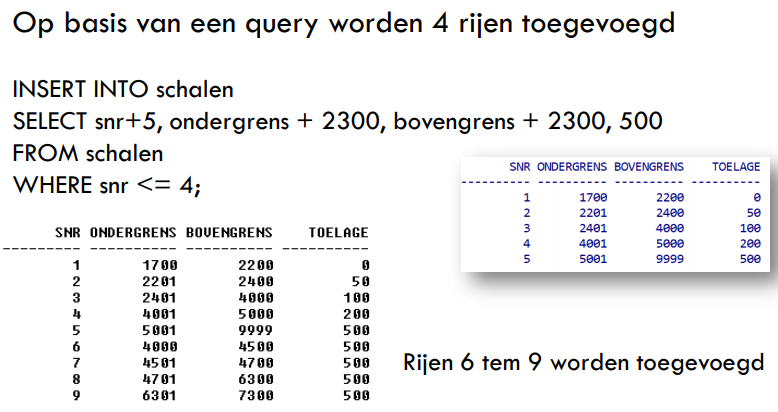 Op basis van een query worden 4 rijen toegevoegd
INSERT INTO schalen
SELECT snr+5, ondergrens + 2300, bovengrens + 2300, 500
FROM schalen
WHERE snr <= 4;
SNR ONDERGRENS BOVENGRENS TOELAGE
---------- ---------- ---------- ----------
1 1700 2200 0
2 2201 2400 50
3 2401 4000 100
4 4001 5000 200
5 5001 9999 500
SNR ONDERGRENS BOVENGRENS TOELAGE
---------- ---------- ---------- ----------
1 1700 2200 0
2 2201 2400 50
3 2401 4000 100
4 4001 5000 200
5 5001 9999 500
6 4000 4500 500
7 4501 4700 500
8 4701 6300 500
9 6301 7300 500
Rijen 6 tem 9 worden toegevoegd